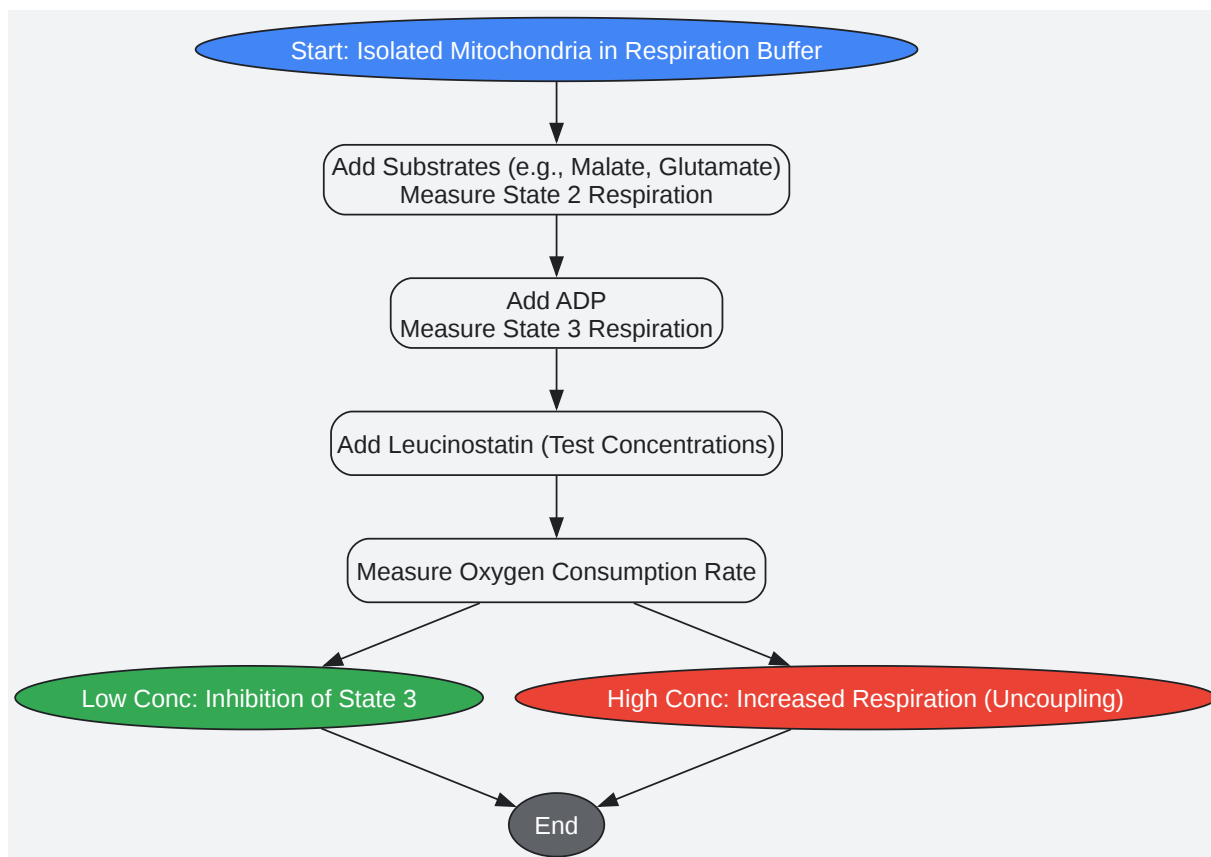 Start: Isolated Mitochondria in Respiration Buffer
Add Substrates (e.g., Malate, Glutamate)
Measure State 2 Respiration
Add ADP
Measure State 3 Respiration
Add Leucinostatin (Test Concentrations)
Measure Oxygen Consumption Rate
Low Conc: Inhibition of State 3
High Conc: Increased Respiration (Uncoupling)
End